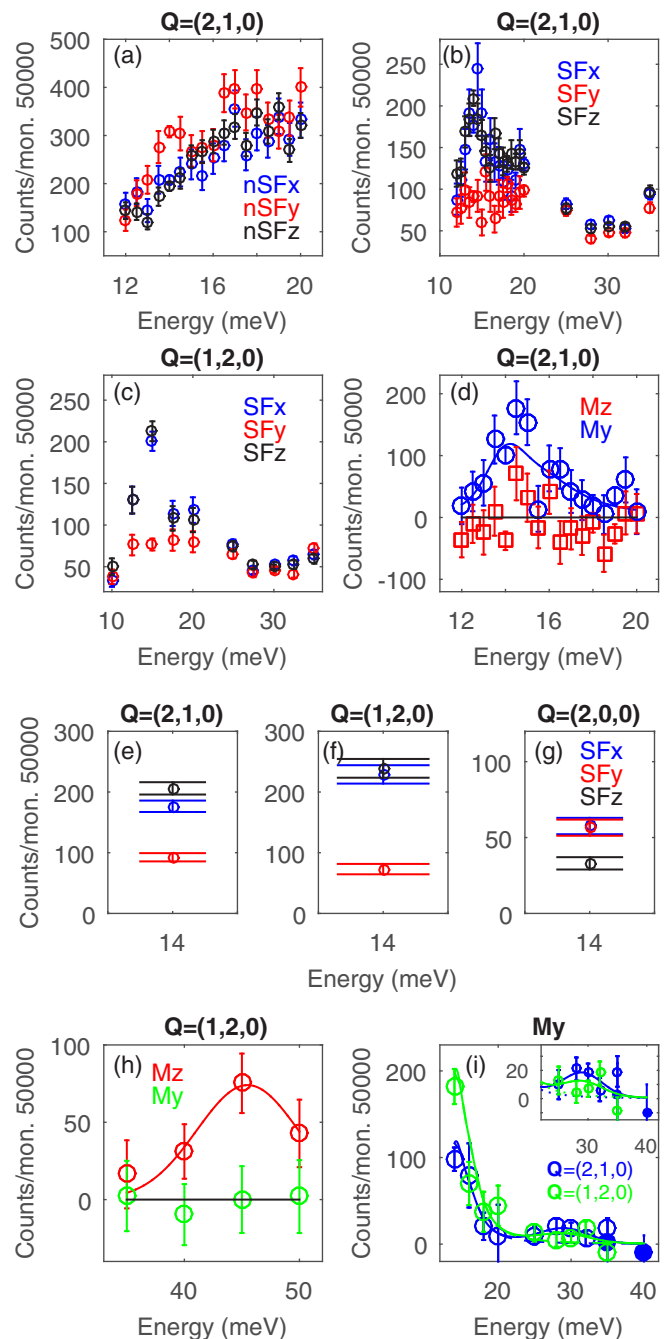 Q=(2,1,0)
(a)
Counts/mon. 50000
500
400
300
200
100
nSFx
nSFy
nSFz
12 14 16 18 20
Energy (meV)
Q=(2,1,0)
(b)
Counts/mon. 50000
250
200
150
100
50
SFx
SFy
SFz
12 20 30
Energy (meV)
Q=(1,2,0)
(c)
Counts/mon. 50000
250
200
150
100
50
SFx
SFy
SFz
10 20 30
Energy (meV)
Q=(2,1,0)
(d)
Counts/mon. 50000
200
100
0
-100
Mz
My
12 14 16 18 20
Energy (meV)
Q=(2,1,0)
(e)
Counts/mon. 50000
300
200
100
0
14
Q=(1,2,0)
(f)
300
200
100
0
14
Q=(2,0,0)
(g)
100
50
0
SFx
SFy
SFz
14
Energy (meV)
Q=(1,2,0)
(h)
Counts/mon. 50000
100
50
0
Mz
My
40 50
Energy (meV)
My
(i)
Counts/mon. 50000
200
100
0
20
0
30 40
Q=(2,1,0)
Q=(1,2,0)
20 30 40
Energy (meV)